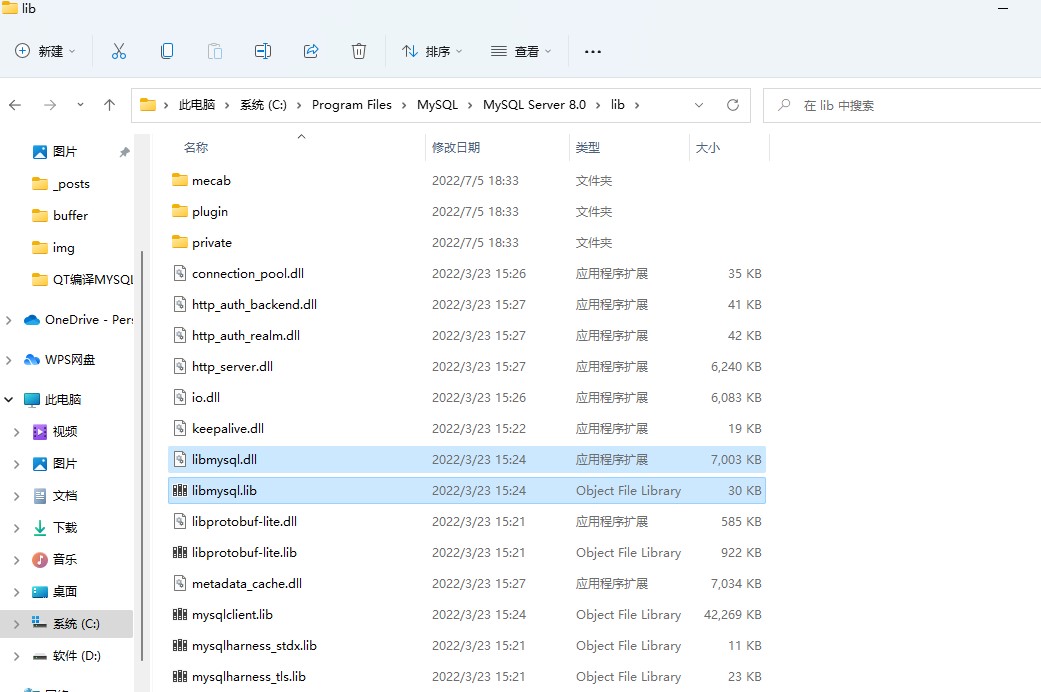 lib
新建 排序 查看 ...
此电脑 › 系统 (C:) › Program Files › MySQL › MySQL Server 8.0 › lib › 在 lib 中搜索
名称 修改日期 类型 大小
图片
_posts
buffer
img
QT编译MYSQL
OneDrive - Pers
WPS网盘
此电脑
视频
图片
文档
下载
音乐
桌面
系统 (C:)
软件 (D:)
mecab 2022/7/5 18:33 文件夹
plugin 2022/7/5 18:33 文件夹
private 2022/7/5 18:33 文件夹
connection_pool.dll 2022/3/23 15:26 应用程序扩展 35 KB
http_auth_backend.dll 2022/3/23 15:27 应用程序扩展 41 KB
http_auth_realm.dll 2022/3/23 15:27 应用程序扩展 42 KB
http_server.dll 2022/3/23 15:27 应用程序扩展 6,240 KB
io.dll 2022/3/23 15:26 应用程序扩展 6,083 KB
keepalive.dll 2022/3/23 15:22 应用程序扩展 19 KB
libmysql.dll 2022/3/23 15:24 应用程序扩展 7,003 KB
libmysql.lib 2022/3/23 15:24 Object File Library 30 KB
libprotobuf-lite.dll 2022/3/23 15:21 应用程序扩展 585 KB
libprotobuf-lite.lib 2022/3/23 15:21 Object File Library 922 KB
metadata_cache.dll 2022/3/23 15:27 应用程序扩展 7,034 KB
mysqlclient.lib 2022/3/23 15:24 Object File Library 42,269 KB
mysqlharness_stdx.lib 2022/3/23 15:21 Object File Library 11 KB
mysqlharness_tls.lib 2022/3/23 15:21 Object File Library 23 KB